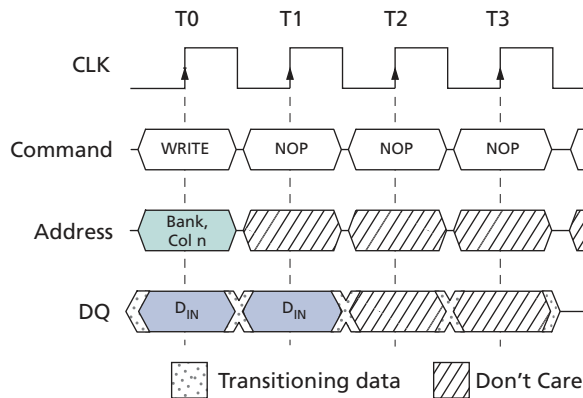 T0 T1 T2 T3
CLK
Command WRITE NOP NOP NOP
Address Bank,
Col n
DQ DIN DIN
Transitioning data Don't Care